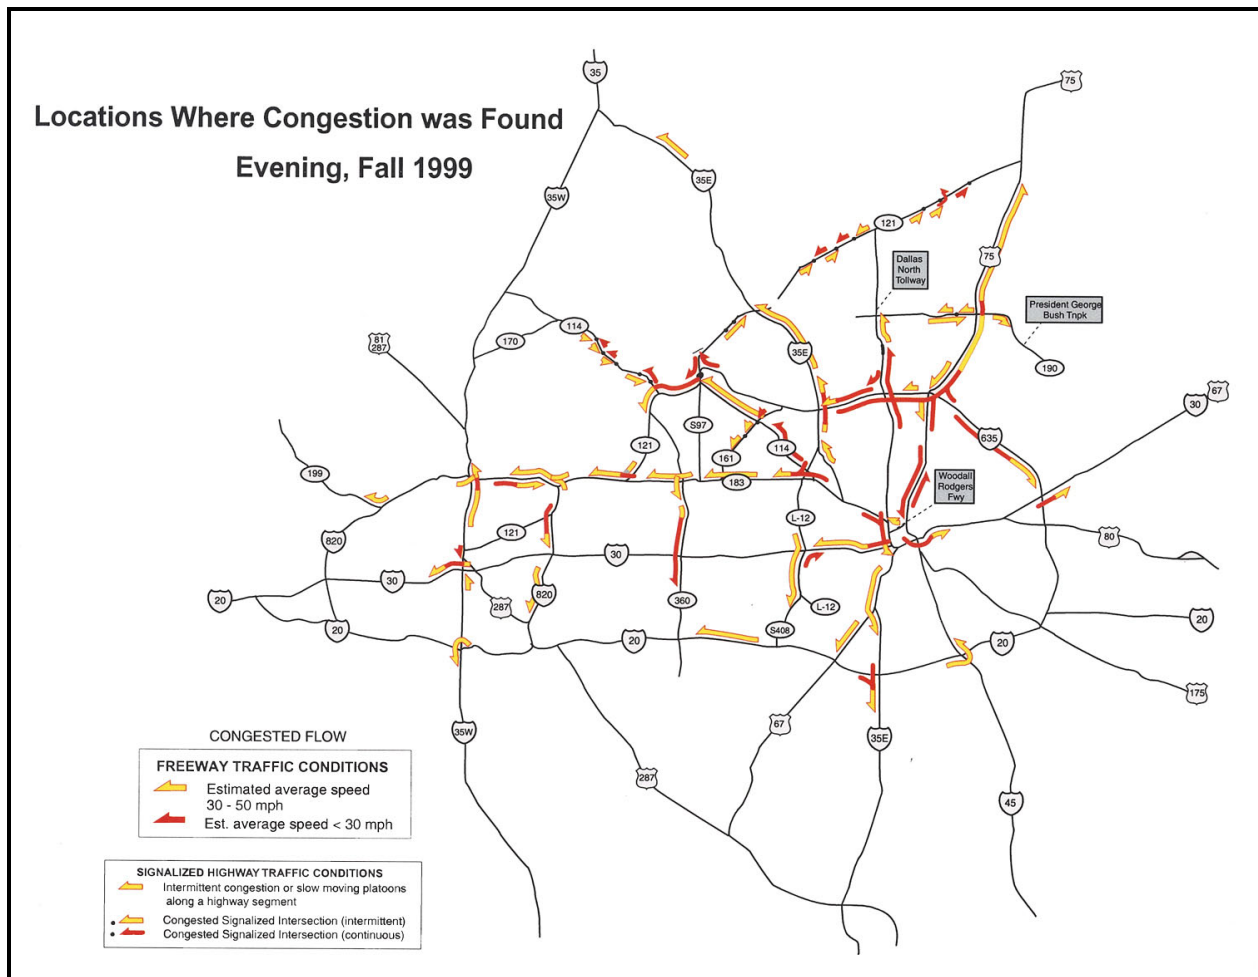 Locations Where Congestion was Found
Evening, Fall 1999
35
75
35E
35W
121
75
Dallas
North
Tollway
President George
Bush Tnpk
81
287
170
114
35E
190
67
30
S97
635
121
161
114
199
183
Woodall
Rodgers
Fwy
L-12
820
121
30
80
30
20
287
820
360
L-12
20
20
S408
20
20
175
67
35W
35E
287
45
CONGESTED FLOW
FREEWAY TRAFFIC CONDITIONS
Estimated average speed
30 - 50 mph
Est. average speed < 30 mph
SIGNALIZED HIGHWAY TRAFFIC CONDITIONS
Intermittent congestion or slow moving platoons
along a highway segment
Congested Signalized Intersection (intermittent)
Congested Signalized Intersection (continuous)